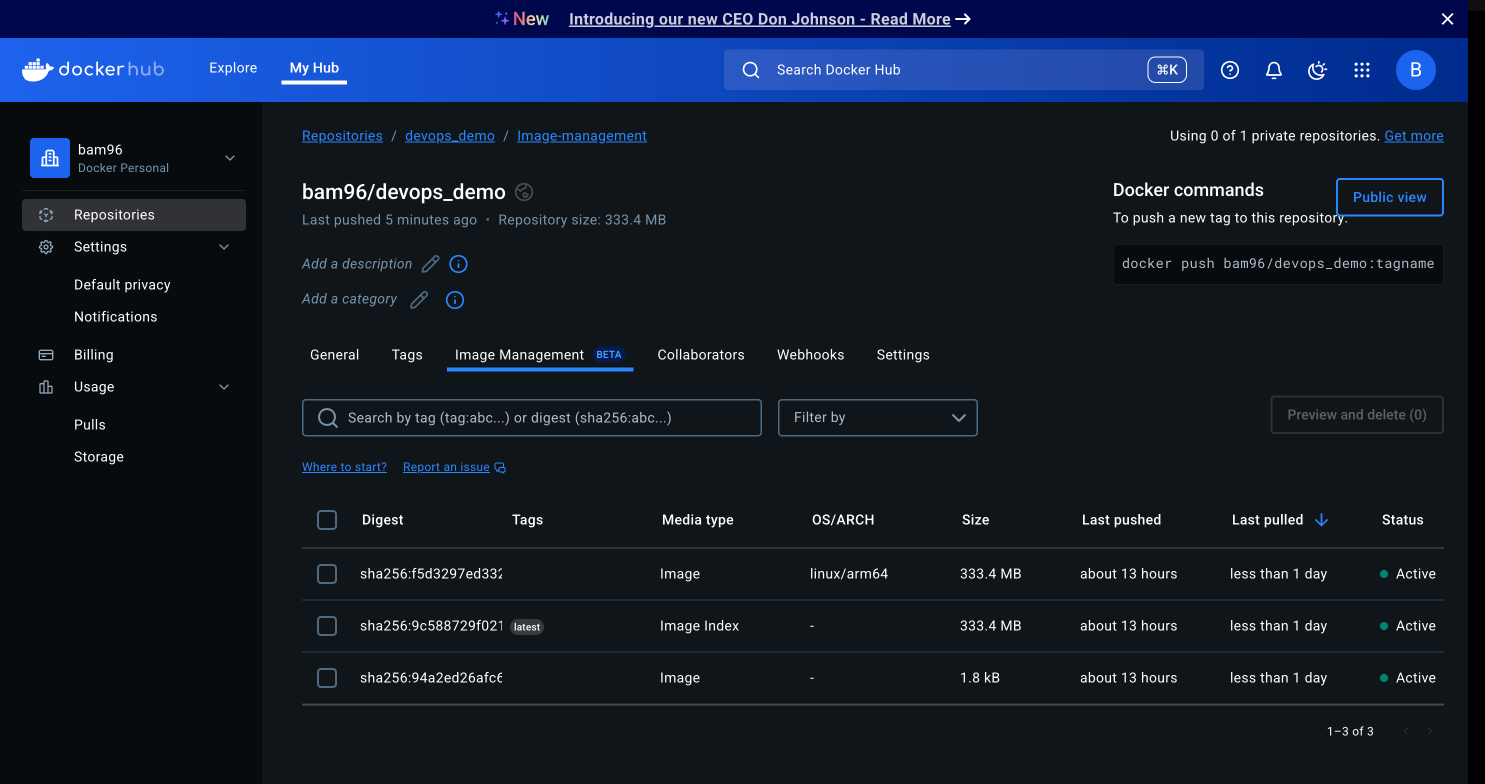 New Introducing our new CEO Don Johnson - Read More →
docker hub Explore My Hub Search Docker Hub ⌘K B
bam96
Docker Personal
Repositories
Settings
Default privacy
Notifications
Billing
Usage
Pulls
Storage
Repositories / devops_demo / Image-management Using 0 of 1 private repositories. Get more
bam96/devops_demo
Last pushed 5 minutes ago • Repository size: 333.4 MB
Add a description
Add a category
Docker commands
Public view
To push a new tag to this repository:
docker push bam96/devops_demo:tagname
General Tags Image Management BETA Collaborators Webhooks Settings
Search by tag (tag:abc...) or digest (sha256:abc...) Filter by Preview and delete (0)
Where to start? Report an issue
Digest Tags Media type OS/ARCH Size Last pushed Last pulled Status
sha256:f5d3297ed332 Image linux/arm64 333.4 MB about 13 hours less than 1 day Active
sha256:9c588729f021 latest Image Index - 333.4 MB about 13 hours less than 1 day Active
sha256:94a2ed26afc6 Image - 1.8 kB about 13 hours less than 1 day Active
1–3 of 3